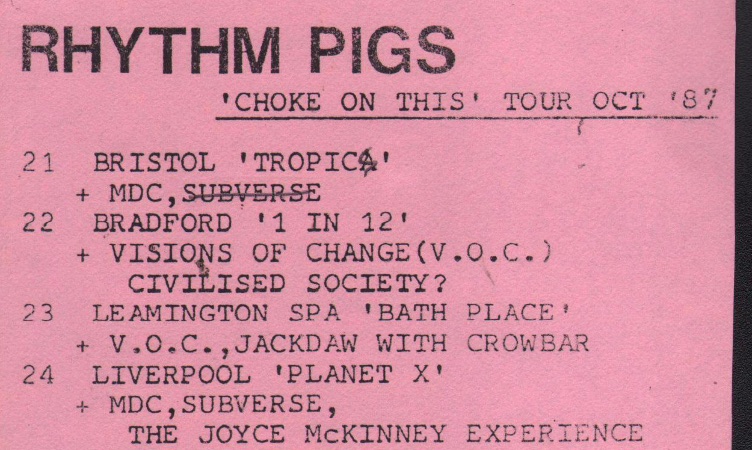 RHYTHM PIGS
'CHOKE ON THIS' TOUR OCT '87
21 BRISTOL 'TROPICA'
+ MDC,SUBVERSE
22 BRADFORD '1 IN 12'
+ VISIONS OF CHANGE(V.O.C.)
CIVILISED SOCIETY?
23 LEAMINGTON SPA 'BATH PLACE'
+ V.O.C.,JACKDAW WITH CROWBAR
24 LIVERPOOL 'PLANET X'
+ MDC,SUBVERSE,
THE JOYCE McKINNEY EXPERIENCE